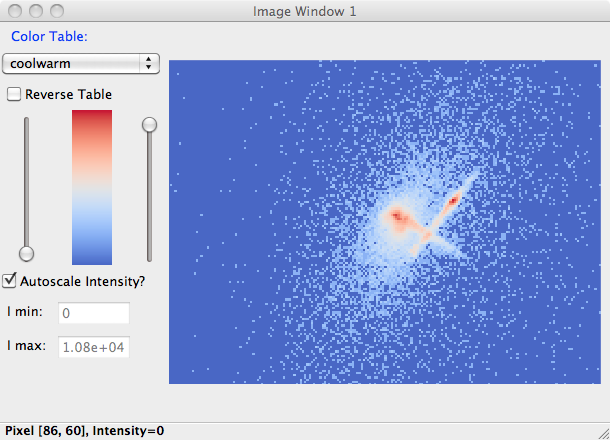 Image Window 1
Color Table:
coolwarm
Reverse Table
Autoscale Intensity?
I min:
0
I max:
1.08e+04
Pixel [86, 60], Intensity=0